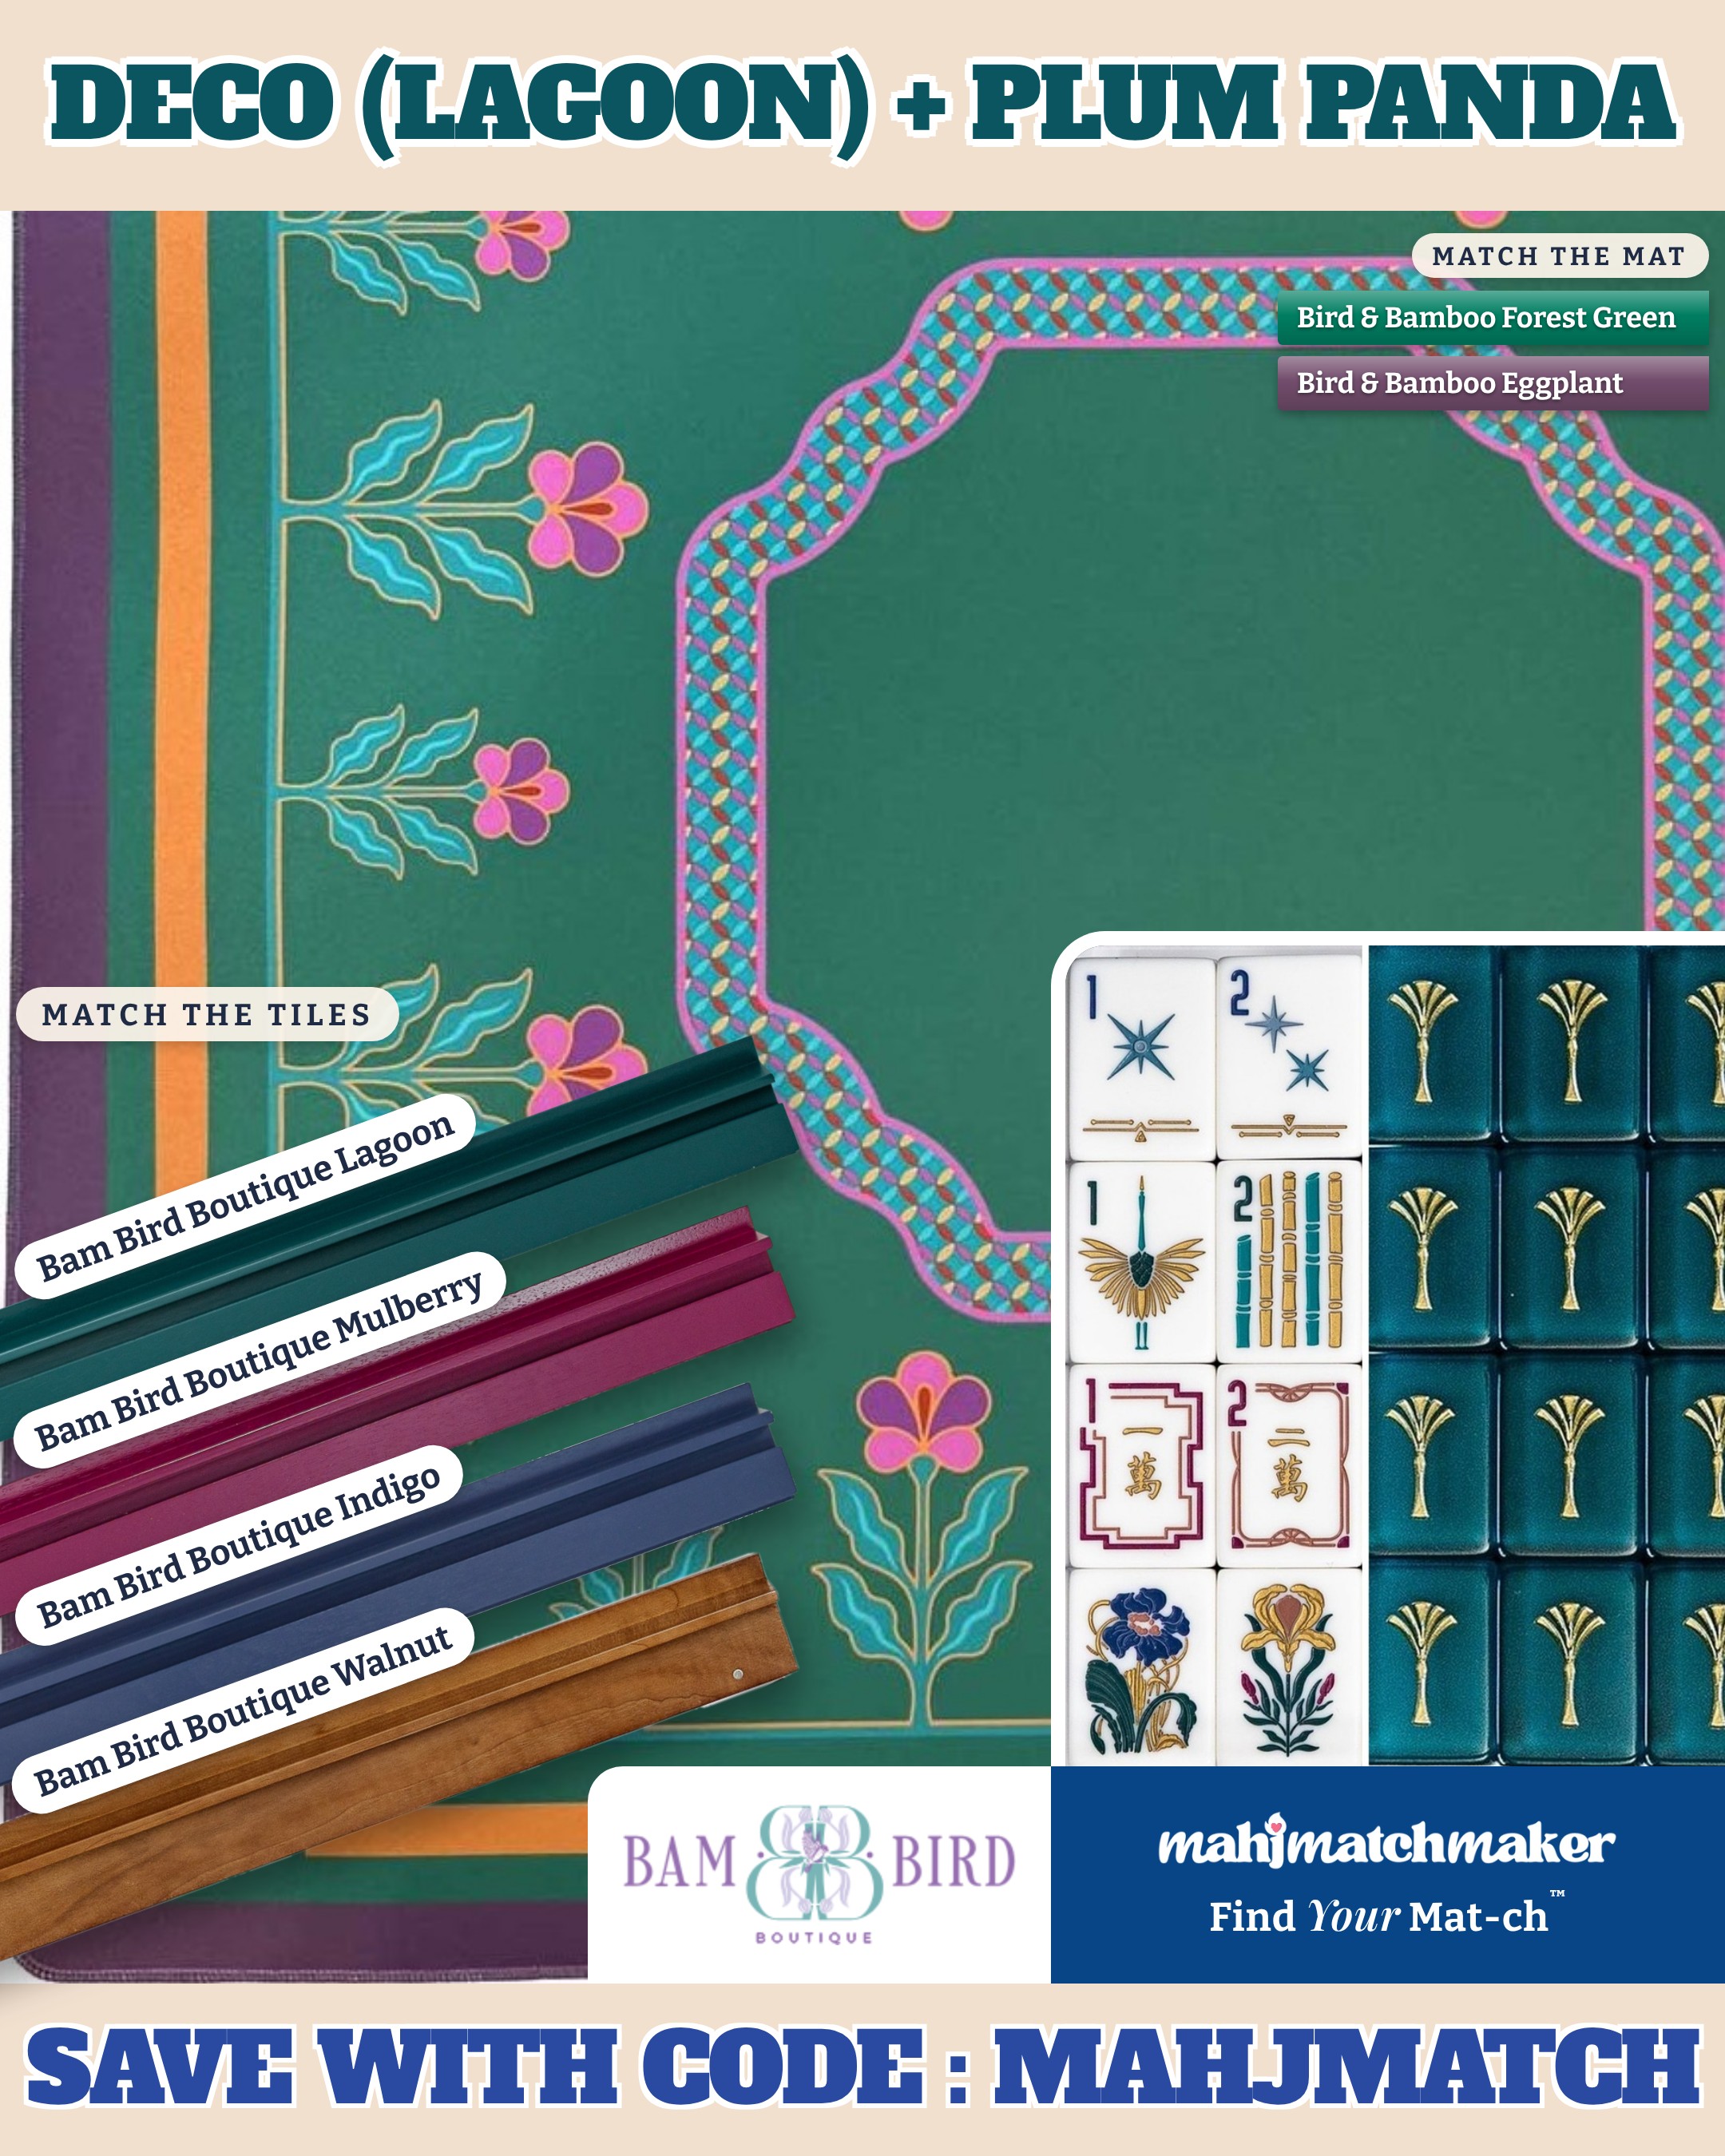 DECO (LAGOON) + PLUM PANDA
MATCH THE MAT
Bird & Bamboo Forest Green
Bird & Bamboo Eggplant
MATCH THE TILES
Bam Bird Boutique Lagoon
Bam Bird Boutique Mulberry
Bam Bird Boutique Indigo
Bam Bird Boutique Walnut
1 2
1 2
1 2
一 二
萬 萬
BAM BIRD
BOUTIQUE
mahjmatchmaker
Find Your Mat-ch™
SAVE WITH CODE : MAHJMATCH